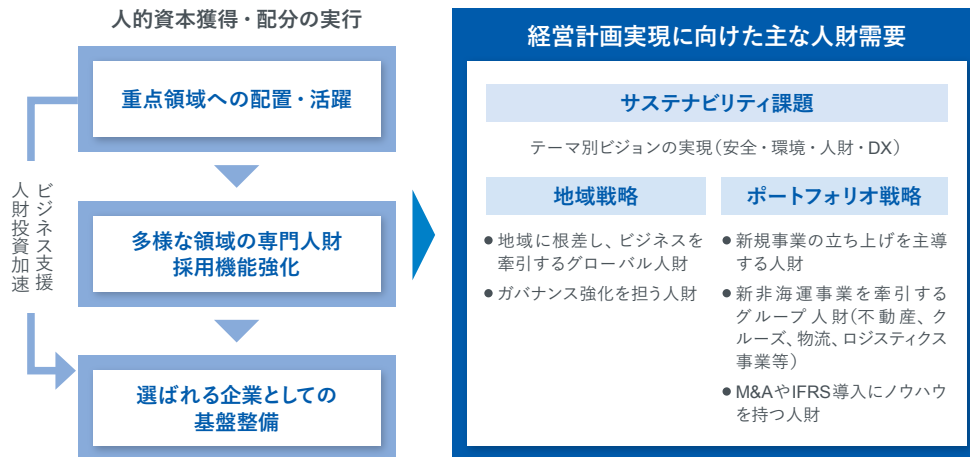 人的資本獲得・配分の実行
重点領域への配置・活躍
多様な領域の専門人財
採用機能強化
選ばれる企業としての
基盤整備
ビジネス支援
人財投資加速
経営計画実現に向けた主な人財需要
サステナビリティ課題
テーマ別ビジョンの実現（安全・環境・人財・DX）
地域戦略
●地域に根差し、ビジネスを
牽引するグローバル人財
●ガバナンス強化を担う人財
ポートフォリオ戦略
●新規事業の立ち上げを主導
する人財
●新非海運事業を牽引する
グループ人財（不動産、ク
ルーズ、物流、ロジスティクス
事業等）
●M&AやIFRS導入にノウハウ
を持つ人財